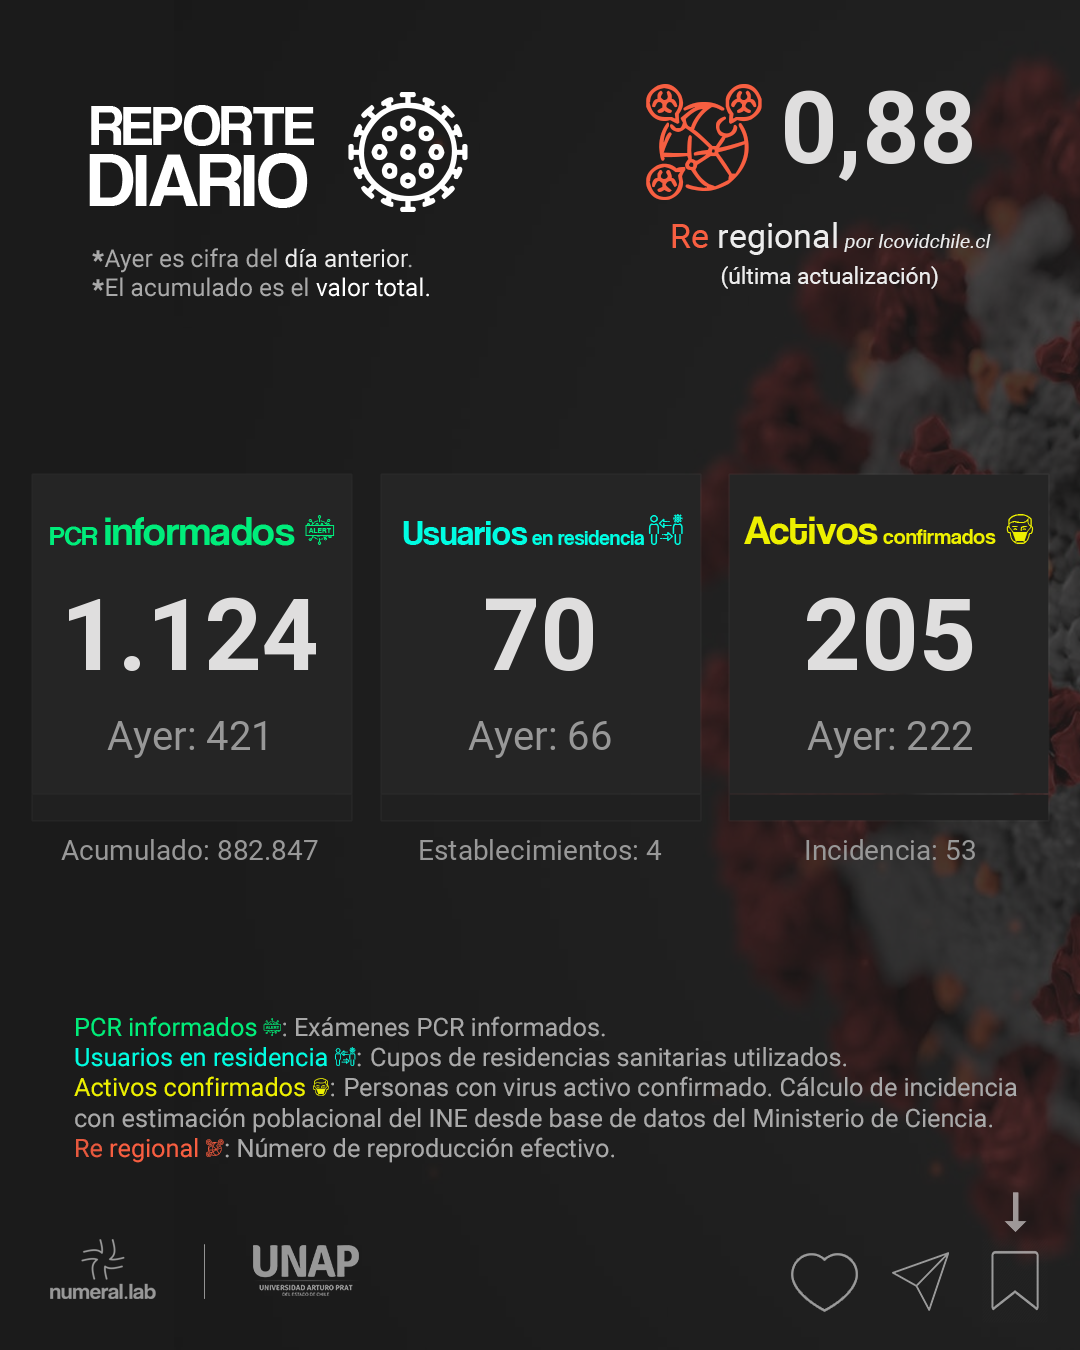 REPORTE
DIARIO
*Ayer es cifra del día anterior.
*El acumulado es el valor total.
0,88
Re regional por Icovidchile.cl
(última actualización)
PCR informados ALERT
1.124
Ayer: 421
Acumulado: 882.847
Usuarios en residencia
70
Ayer: 66
Establecimientos: 4
Activos confirmados
205
Ayer: 222
Incidencia: 53
PCR informados ALERT: Exámenes PCR informados.
Usuarios en residencia : Cupos de residencias sanitarias utilizados.
Activos confirmados : Personas con virus activo confirmado. Cálculo de incidencia
con estimación poblacional del INE desde base de datos del Ministerio de Ciencia.
Re regional : Número de reproducción efectivo.
numeral.lab
UNAP
UNIVERSIDAD ARTURO PRAT
DEL ESTADO DE CHILE